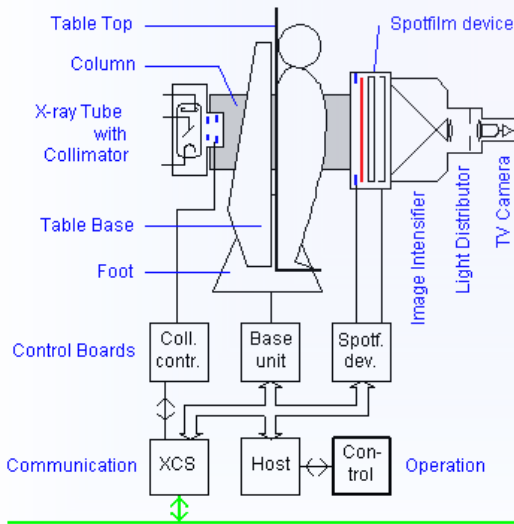 Table Top
Spotfilm device
Column
X-ray Tube
with
Collimator
Table Base
Foot
Image Intensifier
Light Distributor
TV Camera
Control Boards
Coll.
contr.
Base
unit
Spotf.
dev.
Communication
XCS
Host
Con-
trol
Operation